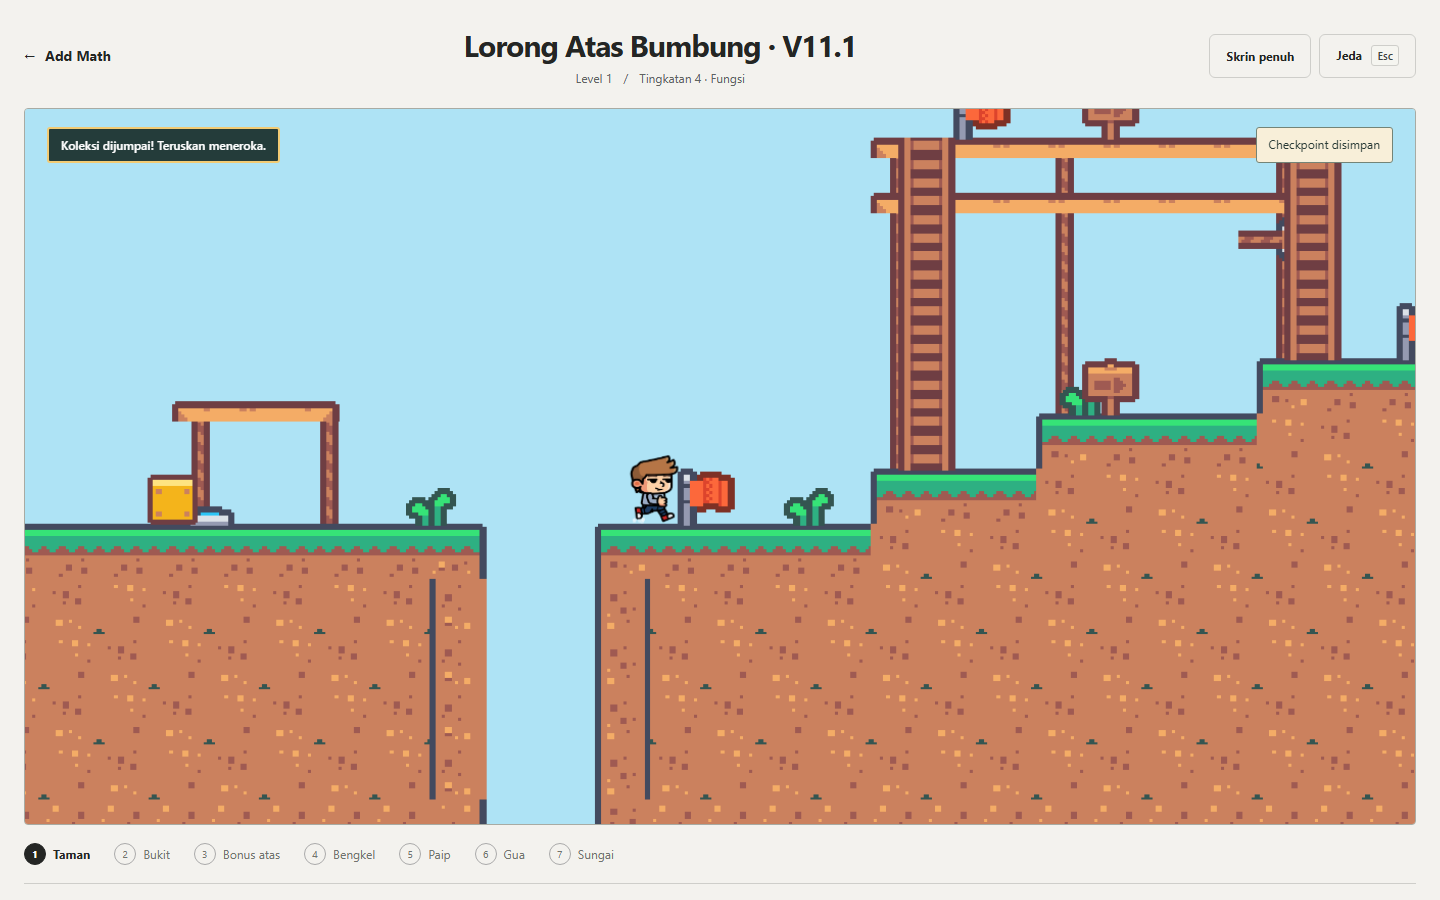 ← Add Math
Lorong Atas Bumbung · V11.1
Level 1 / Tingkatan 4 · Fungsi
Skrin penuh
Jeda Esc
Koleksi dijumpai! Teruskan meneroka.
Checkpoint disimpan
1 Taman
2 Bukit
3 Bonus atas
4 Bengkel
5 Paip
6 Gua
7 Sungai